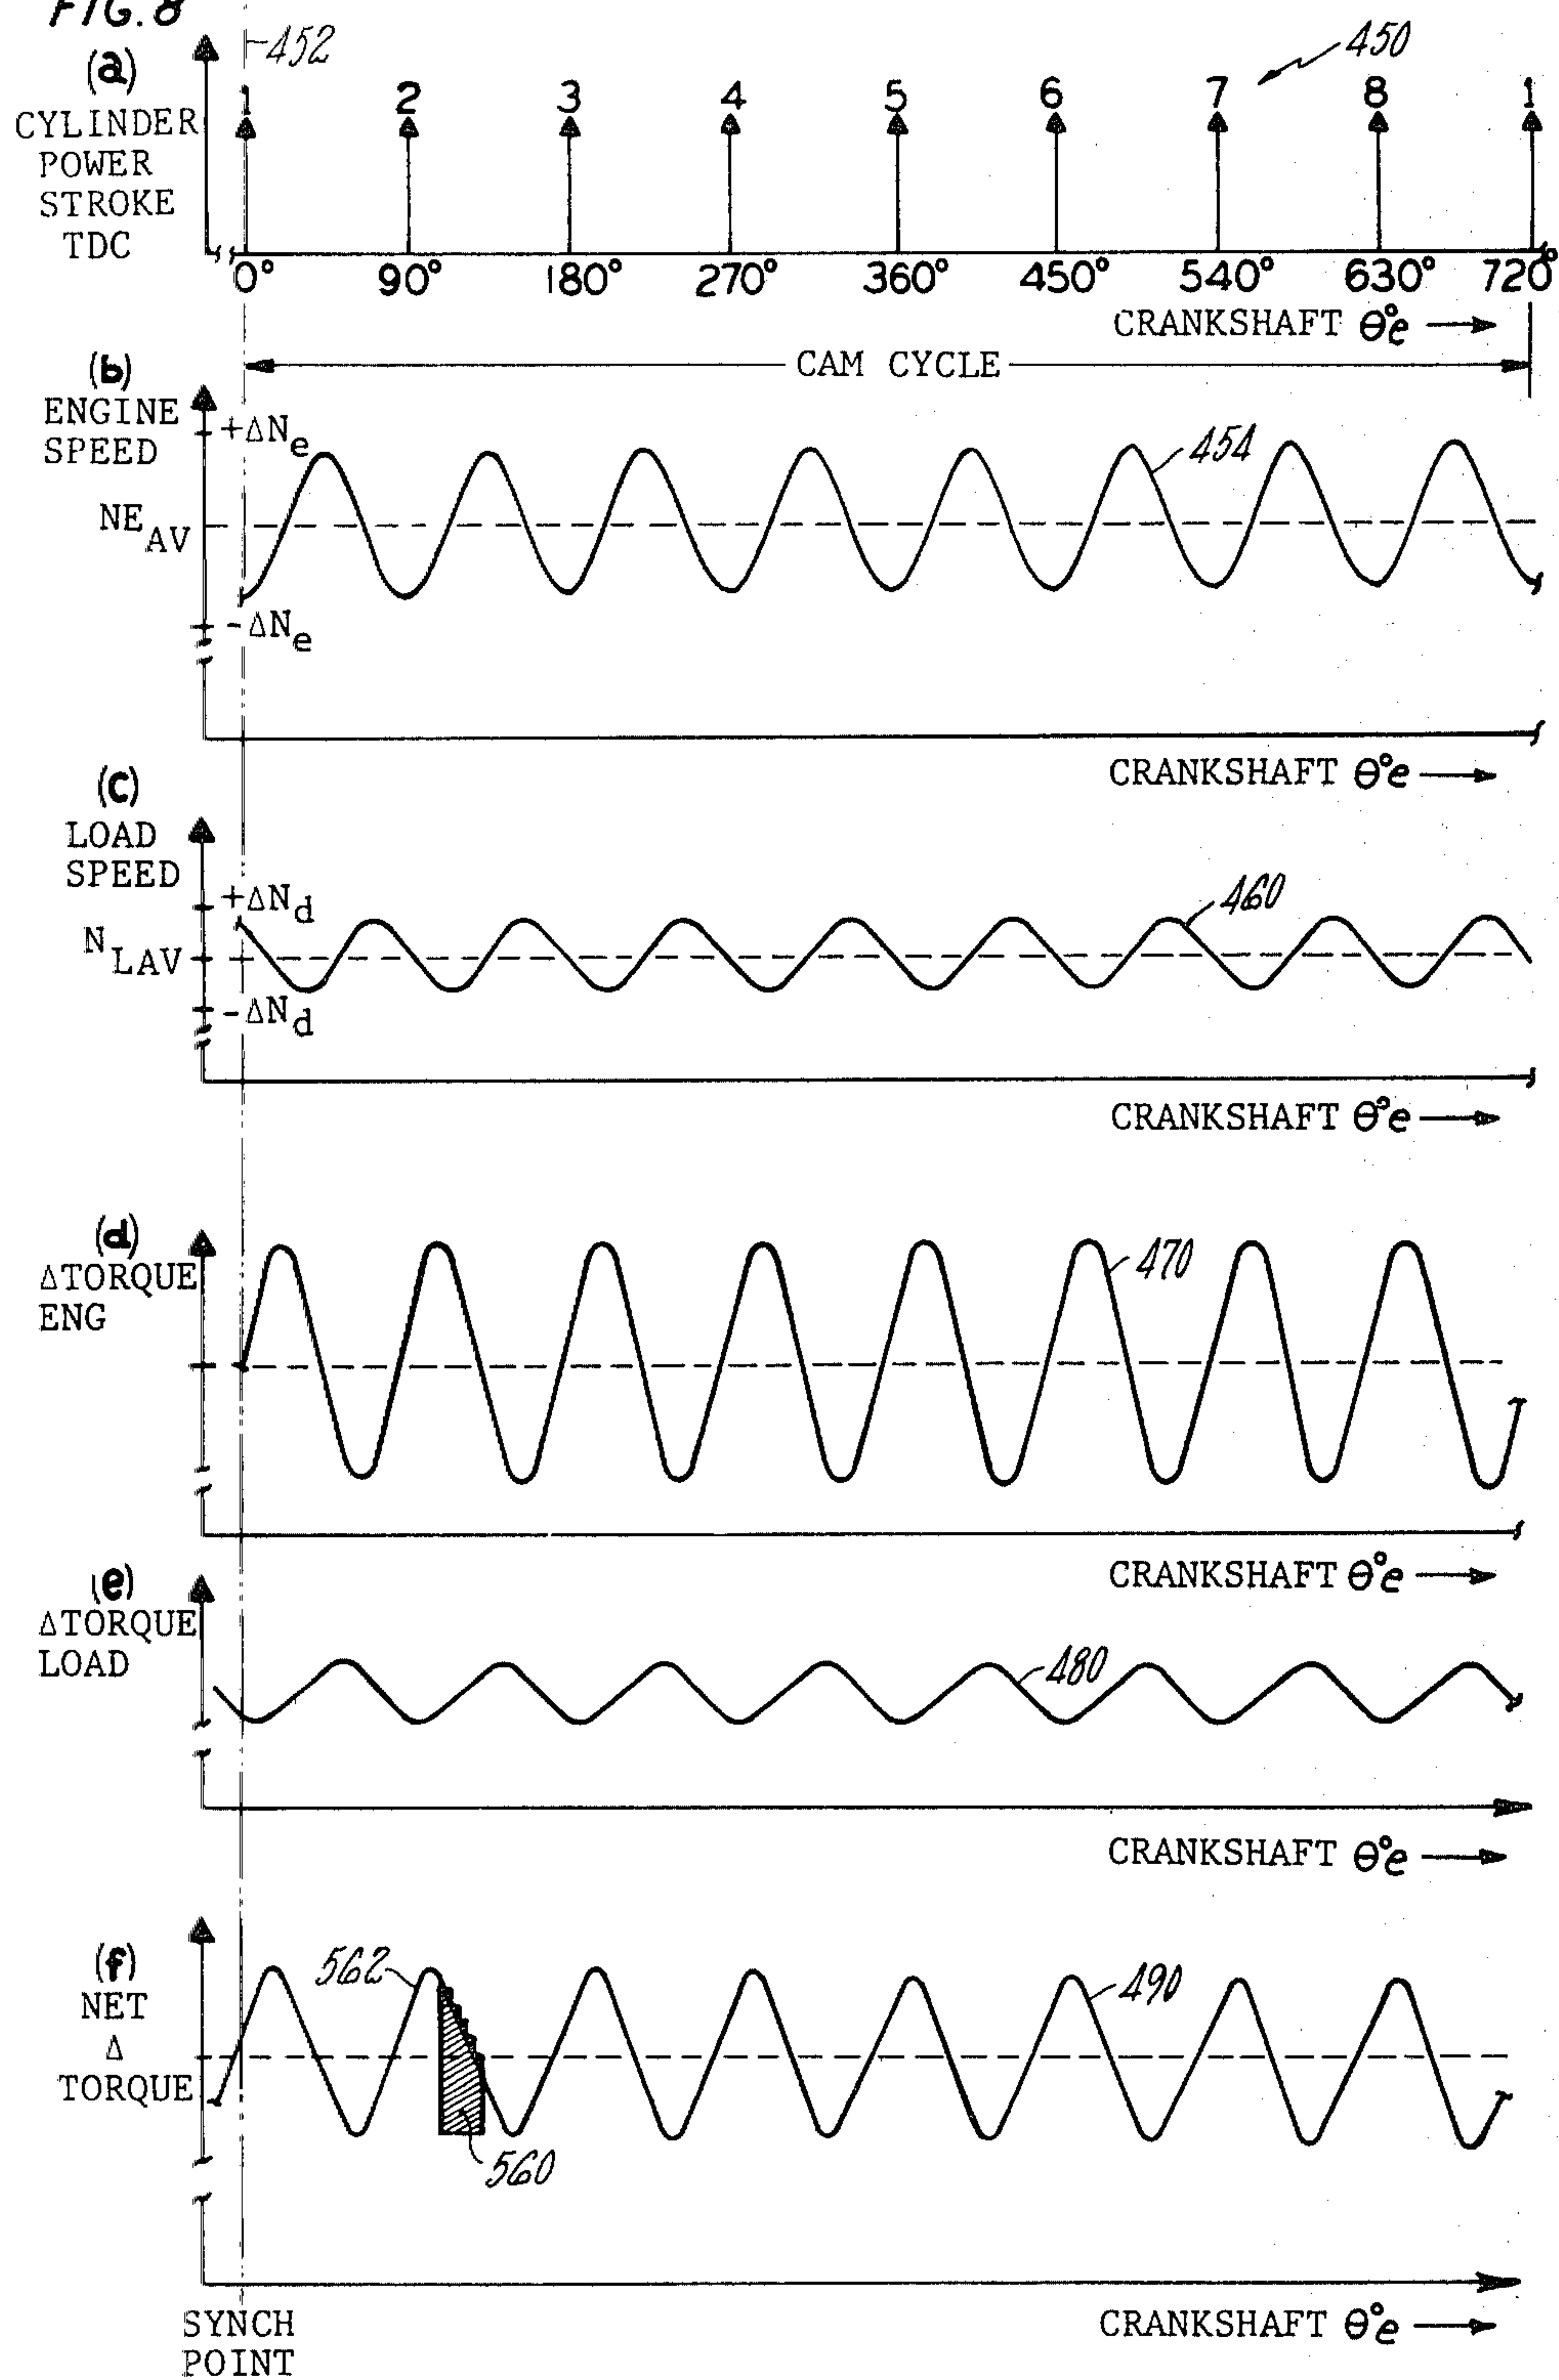 FIG. 8
452
450
(a)
CYLINDER
POWER
STROKE
TDC
1 2 3 4 5 6 7 8 1
0° 90° 180° 270° 360° 450° 540° 630° 720°
CRANKSHAFT θ°e
CAM CYCLE
(b)
ENGINE
SPEED
+ΔNe
NE AV
-ΔNe
454
CRANKSHAFT θ°e
(c)
LOAD
SPEED
+ΔNd
N LAV
-ΔNd
460
CRANKSHAFT θ°e
(d)
ΔTORQUE
ENG
470
CRANKSHAFT θ°e
(e)
ΔTORQUE
LOAD
480
CRANKSHAFT θ°e
(f)
NET
Δ
TORQUE
562
490
560
SYNCH
POINT
CRANKSHAFT θ°e